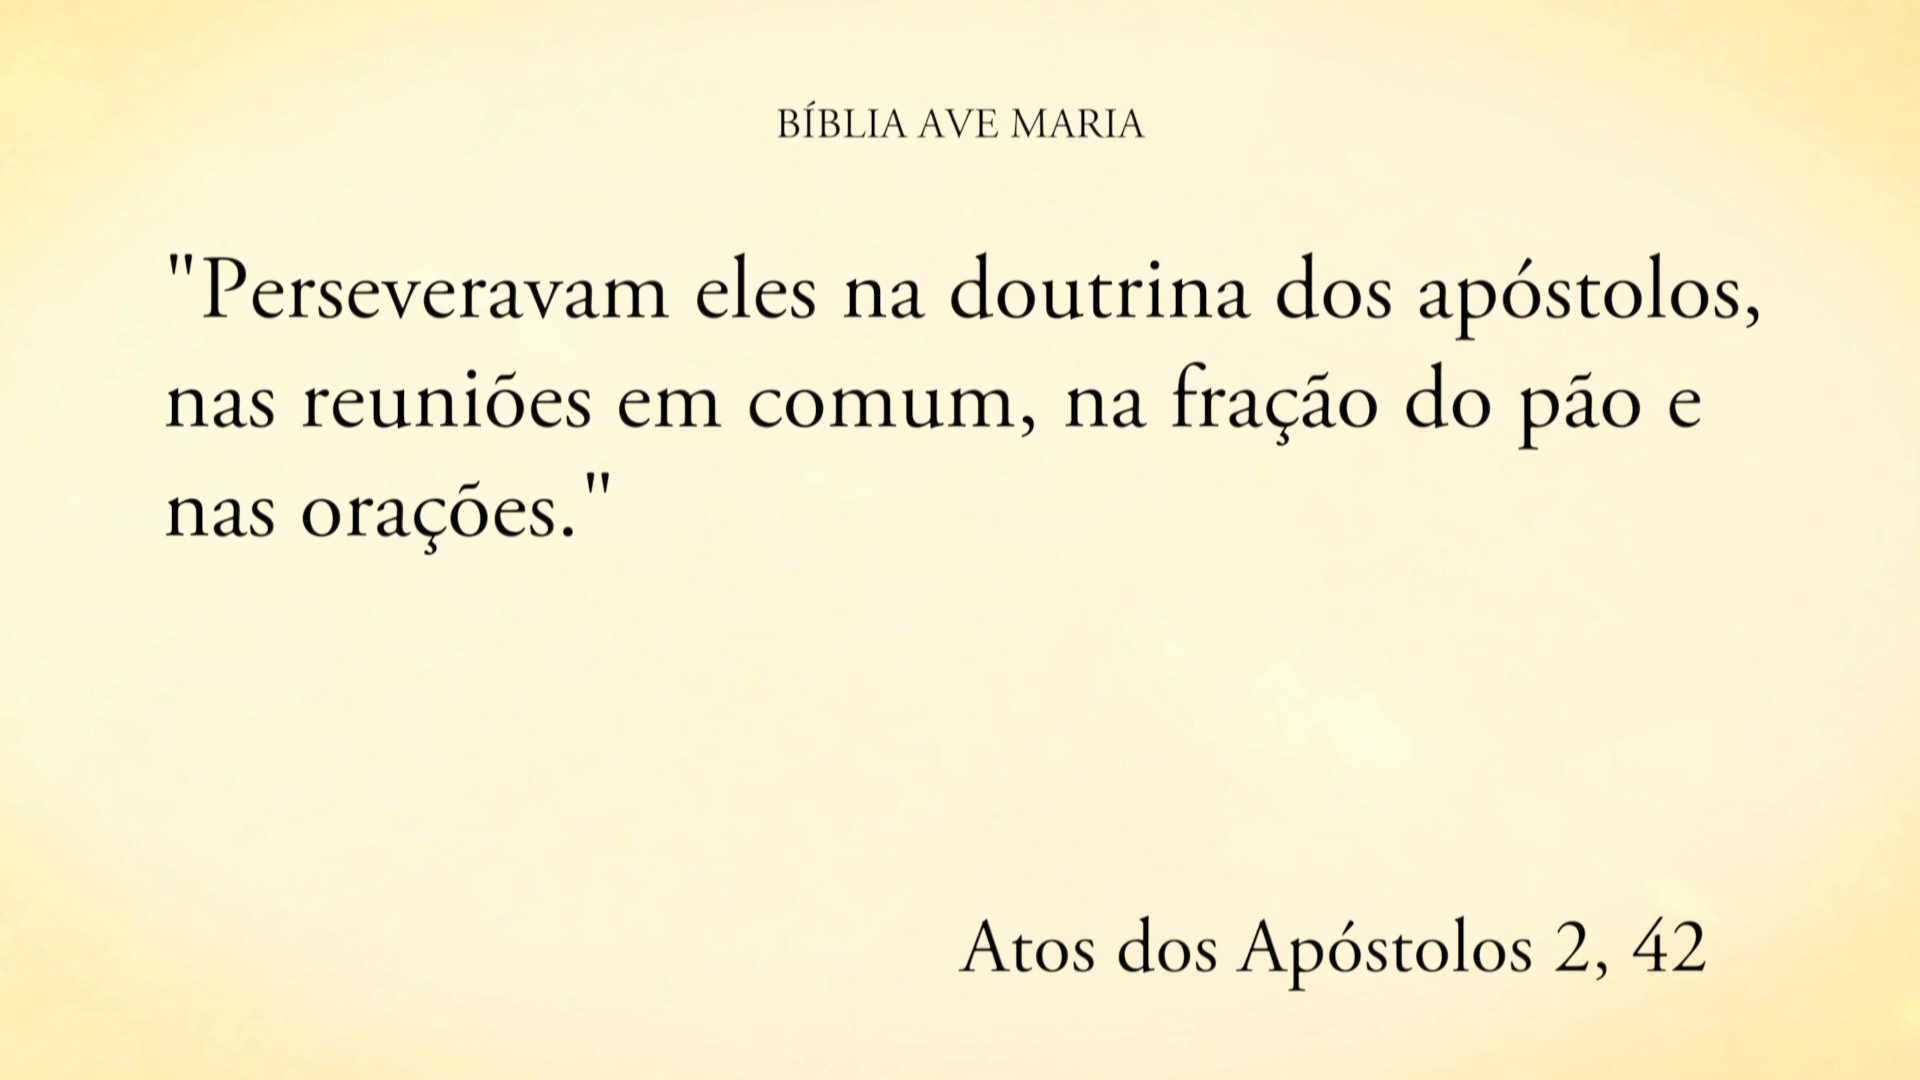 BÍBLIA AVE MARIA
"Perseveravam eles na doutrina dos apóstolos,
nas reuniões em comum, na fração do pão e
nas orações."
Atos dos Apóstolos 2, 42